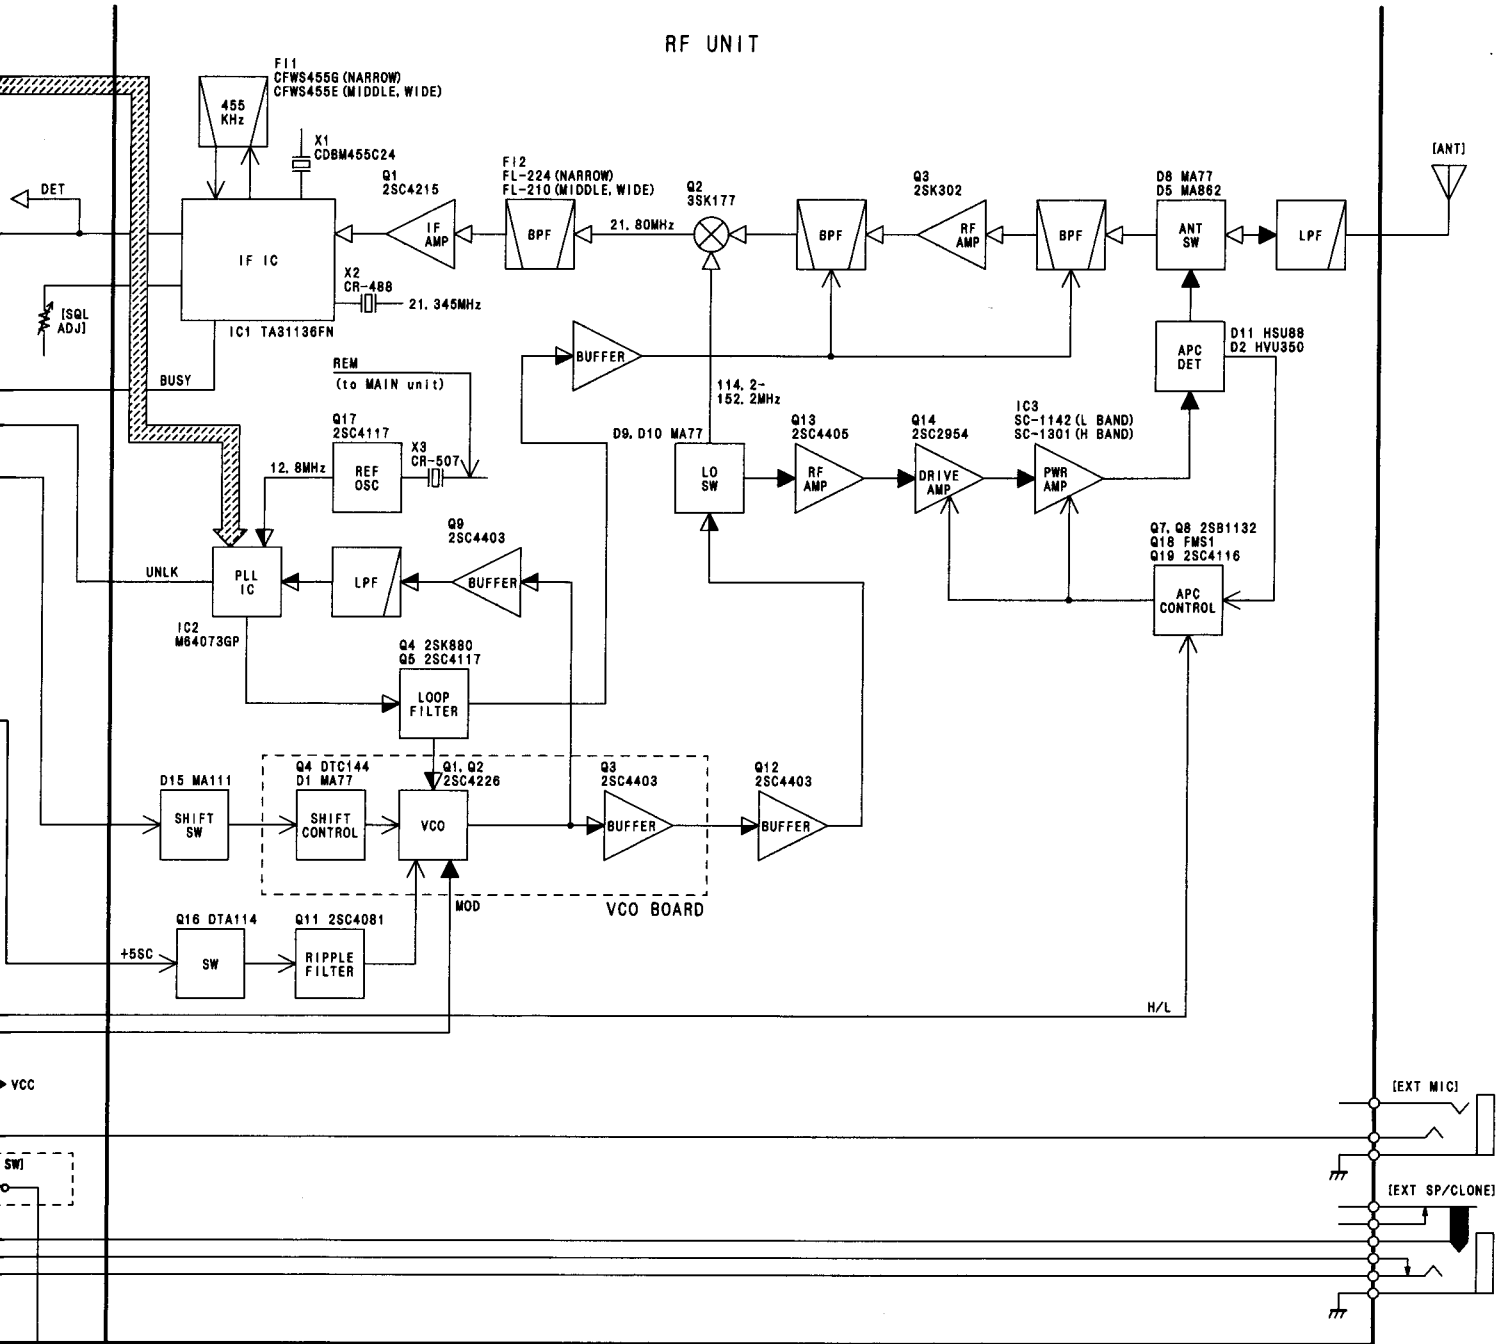 RF UNIT
FI1
CFWS455G (NARROW)
CFWS455E (MIDDLE, WIDE)
455
KHz
X1
CDBM455C24
[ANT]
DET
Q1
2SC4215
IF
AMP
FI2
FL-224 (NARROW)
FL-210 (MIDDLE, WIDE)
BPF
21.80MHz
Q2
3SK177
BPF
Q3
2SK302
RF
AMP
BPF
D8 MA77
D5 MA862
ANT
SW
LPF
IF IC
X2
CR-488
21.345MHz
IC1 TA31136FN
[SQL
ADJ]
BUFFER
D11 HSU88
D2 HVU350
APC
DET
BUSY
REM
(to MAIN unit)
114.2-
152.2MHz
Q17
2SC4117
X3
CR-507
12.8MHz
REF
OSC
D9, D10 MA77
LO
SW
Q13
2SC4405
RF
AMP
Q14
2SC2954
DRIVE
AMP
IC3
SC-1142 (L BAND)
SC-1301 (H BAND)
PWR
AMP
Q9
2SC4403
BUFFER
LPF
UNLK
PLL
IC
IC2
M64073GP
Q7, Q8 2SB1132
Q18 FMS1
Q19 2SC4116
APC
CONTROL
Q4 2SK880
Q5 2SC4117
LOOP
FILTER
D15 MA111
SHIFT
SW
Q4 DTC144
D1 MA77
SHIFT
CONTROL
Q1, Q2
2SC4226
VCO
Q3
2SC4403
BUFFER
Q12
2SC4403
BUFFER
MOD
VCO BOARD
Q16 DTA114
+5SC
SW
Q11 2SC4081
RIPPLE
FILTER
H/L
VCC
[EXT MIC]
SW]
[EXT SP/CLONE]